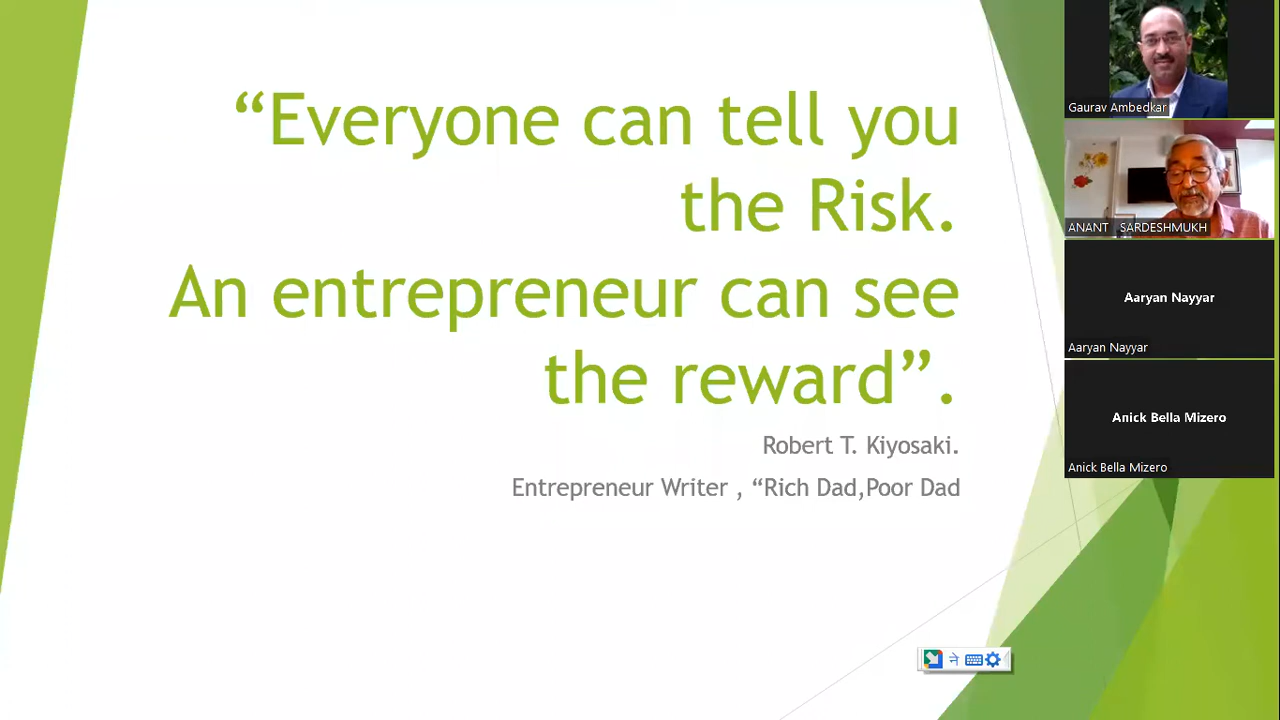 “Everyone can tell you
the Risk.
An entrepreneur can see
the reward”.
Robert T. Kiyosaki.
Entrepreneur Writer , “Rich Dad,Poor Dad
Gaurav Ambedkar
ANANT SARDESHMUKH
Aaryan Nayyar
Aaryan Nayyar
Anick Bella Mizero
Anick Bella Mizero
ने